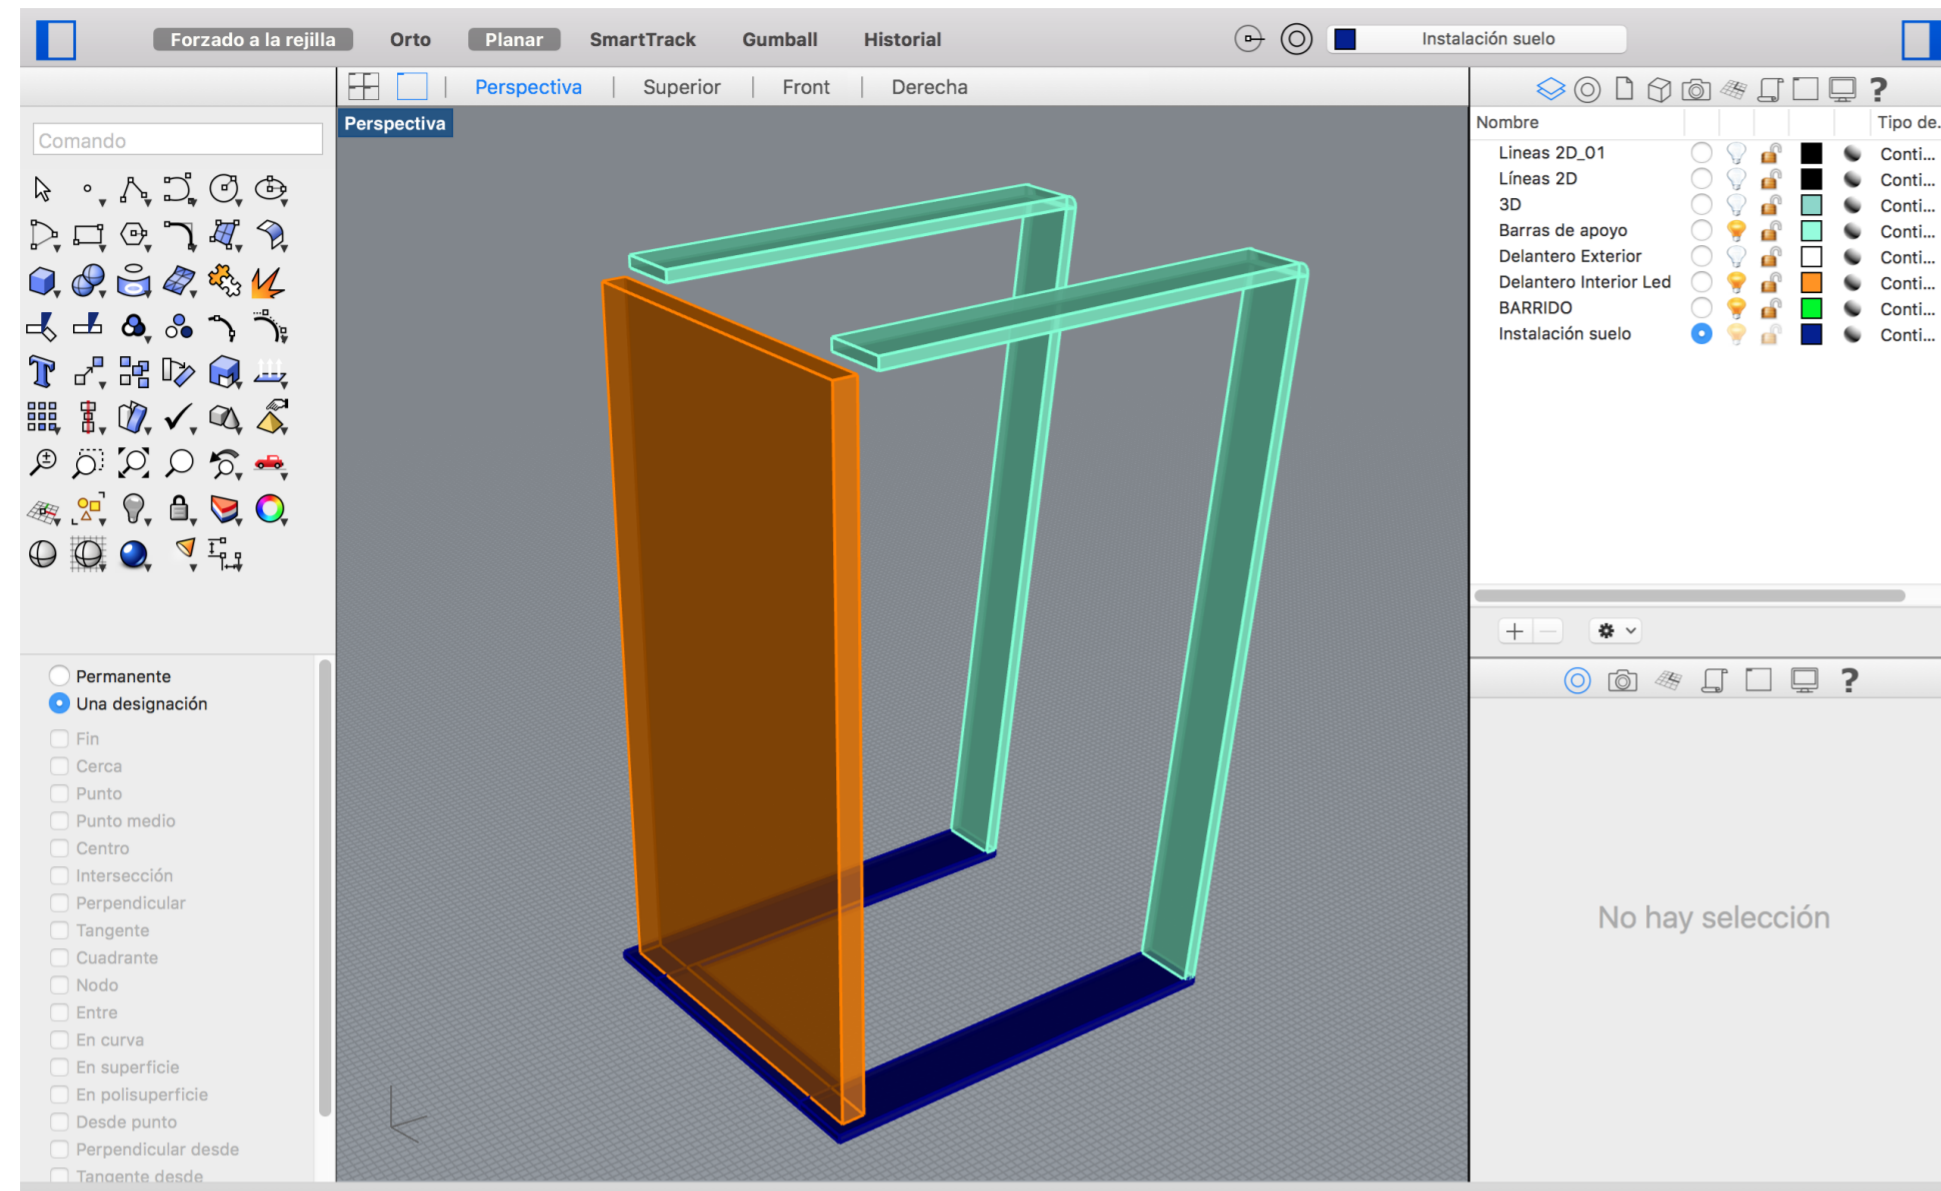 Forzado a la rejilla Orto Planar SmartTrack Gumball Historial Instalación suelo
Perspectiva Superior Front Derecha
Perspectiva
Comando
Nombre Tipo de.
Lineas 2D_01 Conti...
Líneas 2D Conti...
3D Conti...
Barras de apoyo Conti...
Delantero Exterior Conti...
Delantero Interior Led Conti...
BARRIDO Conti...
Instalación suelo Conti...
Permanente
Una designación
Fin
Cerca
Punto
Punto medio
Centro
Intersección
Perpendicular
Tangente
Cuadrante
Nodo
Entre
En curva
En superficie
En polisuperficie
Desde punto
Perpendicular desde
Tangente desde
No hay selección